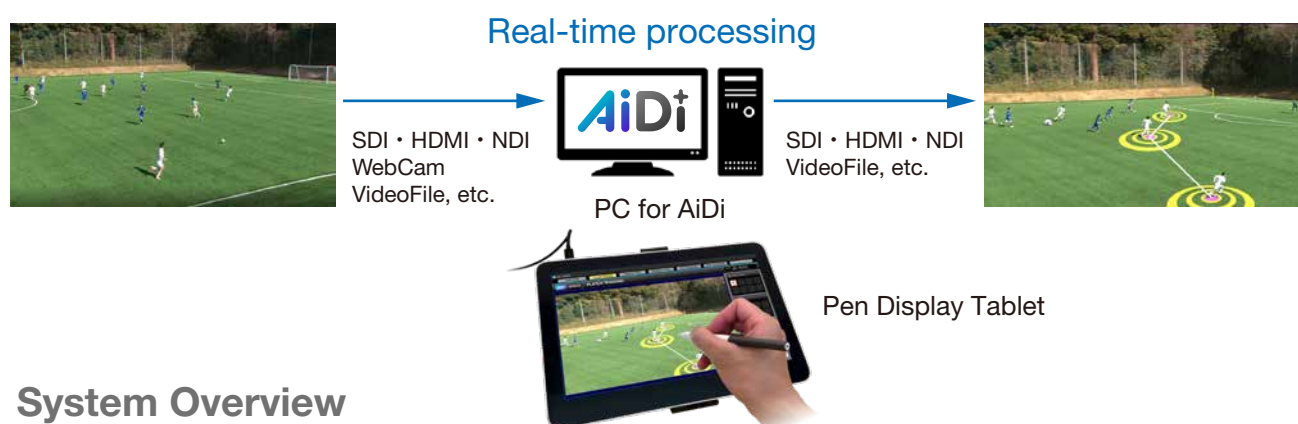 Real-time processing
AiDi+
SDI・HDMI・NDI
WebCam
VideoFile, etc.
SDI・HDMI・NDI
VideoFile, etc.
PC for AiDi
Pen Display Tablet
System Overview